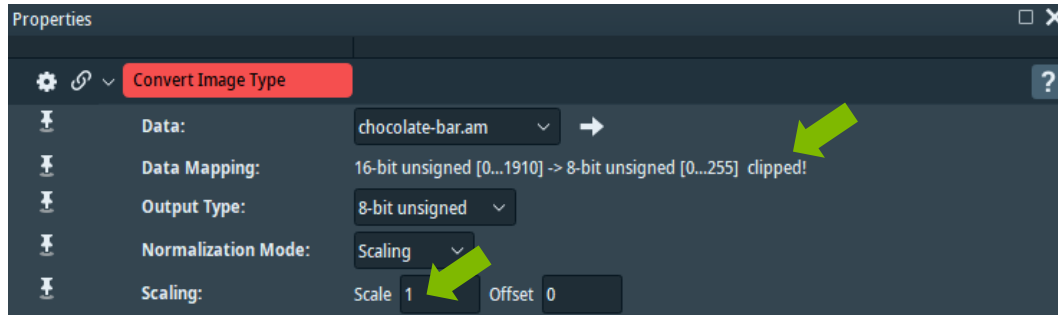 Properties
Convert Image Type ?
Data: chocolate-bar.am
Data Mapping: 16-bit unsigned [0...1910] -> 8-bit unsigned [0...255] clipped!
Output Type: 8-bit unsigned
Normalization Mode: Scaling
Scaling: Scale 1 Offset 0